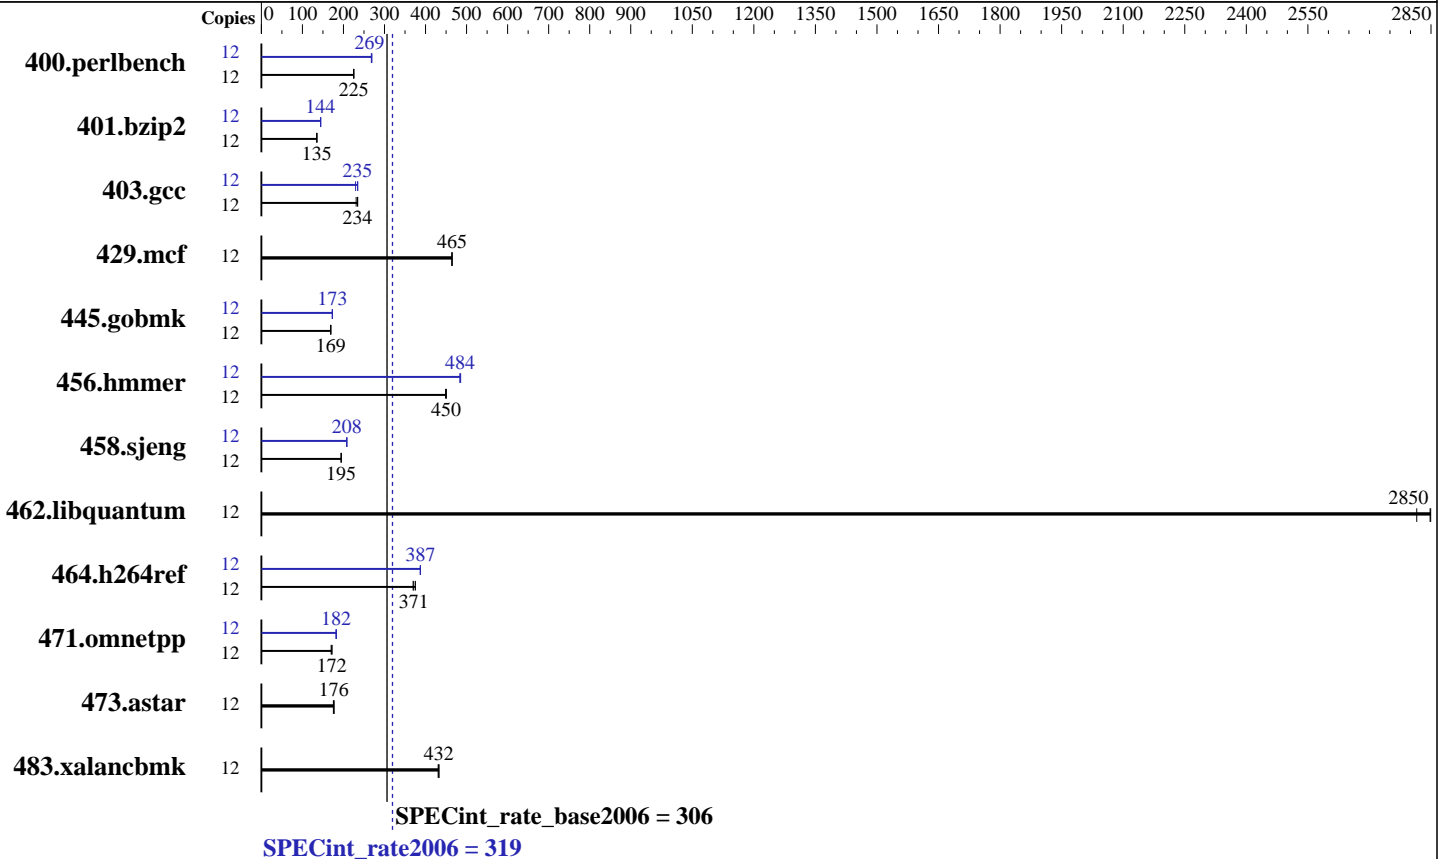 Copies 0 100 200 300 400 500 600 700 800 900 1050 1200 1350 1500 1650 1800 1950 2100 2250 2400 2550 2850
400.perlbench 12 269
12 225
401.bzip2 12 144
12 135
403.gcc 12 235
12 234
429.mcf 12 465
445.gobmk 12 173
12 169
456.hmmer 12 484
12 450
458.sjeng 12 208
12 195
462.libquantum 12 2850
464.h264ref 12 387
12 371
471.omnetpp 12 182
12 172
473.astar 12 176
483.xalancbmk 12 432
SPECint_rate_base2006 = 306
SPECint_rate2006 = 319